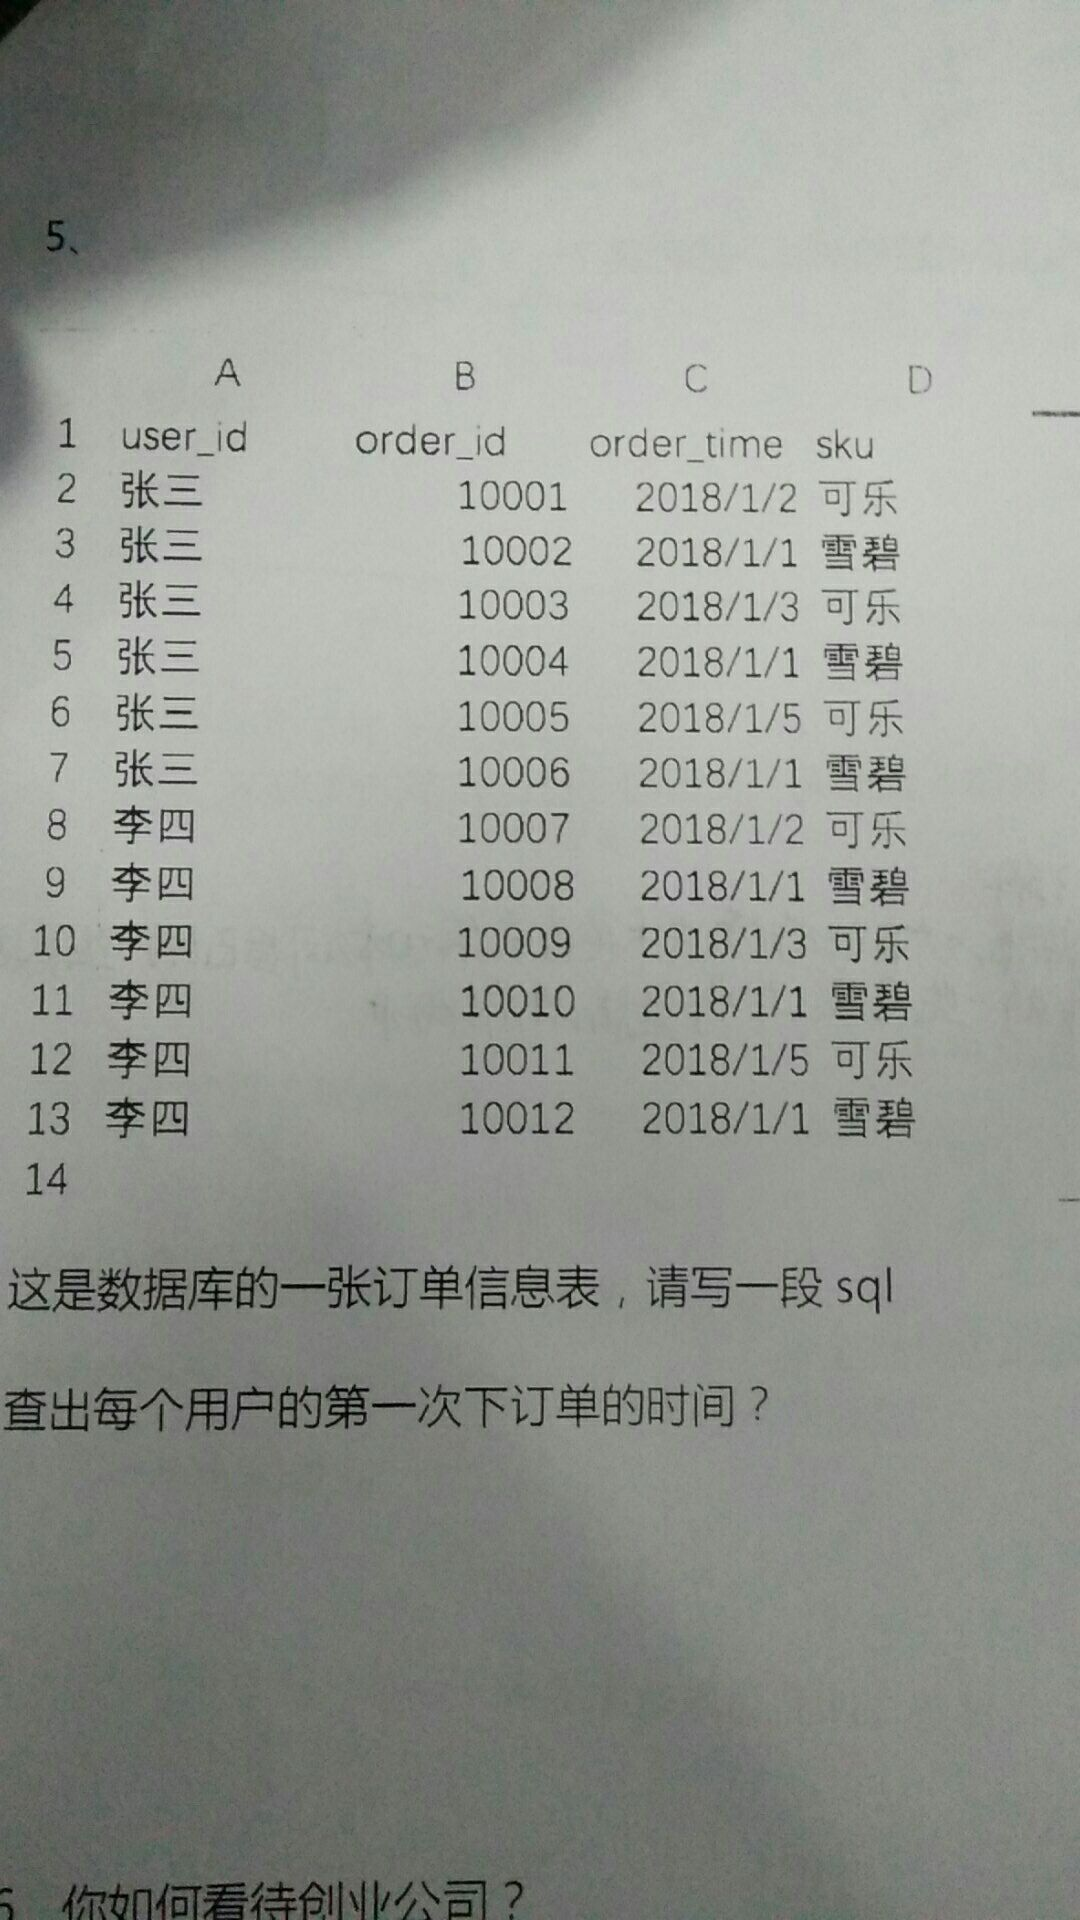 5、
A B C D
1 user_id order_id order_time sku
2 张三 10001 2018/1/2 可乐
3 张三 10002 2018/1/1 雪碧
4 张三 10003 2018/1/3 可乐
5 张三 10004 2018/1/1 雪碧
6 张三 10005 2018/1/5 可乐
7 张三 10006 2018/1/1 雪碧
8 李四 10007 2018/1/2 可乐
9 李四 10008 2018/1/1 雪碧
10 李四 10009 2018/1/3 可乐
11 李四 10010 2018/1/1 雪碧
12 李四 10011 2018/1/5 可乐
13 李四 10012 2018/1/1 雪碧
14
这是数据库的一张订单信息表，请写一段 sql
查出每个用户的第一次下订单的时间？
6、你如何看待创业公司？